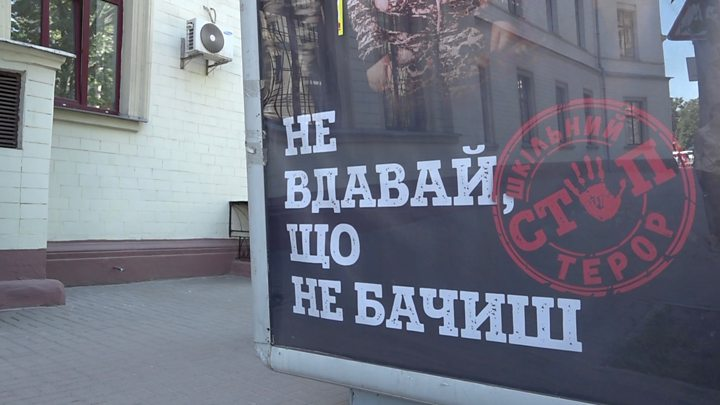 НЕ
ВДАВАЙ,
ЩО
НЕ БАЧИШ
ШКІЛЬНИЙ
СТОП
ТЕРОР